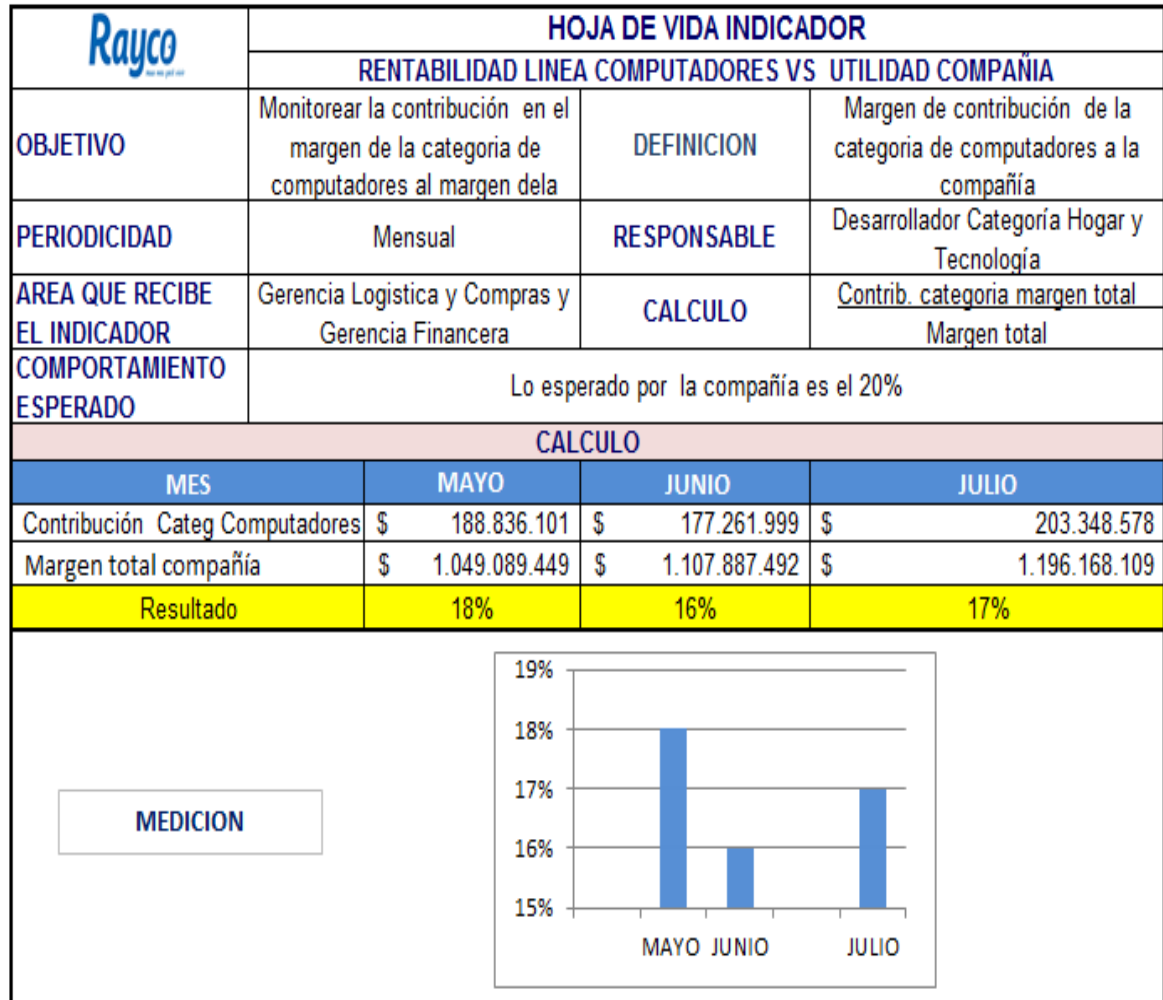 Rayco
HOJA DE VIDA INDICADOR
RENTABILIDAD LINEA COMPUTADORES VS UTILIDAD COMPAÑIA
OBJETIVO
Monitorear la contribución en el
margen de la categoria de
computadores al margen dela
DEFINICION
Margen de contribución de la
categoria de computadores a la
compañía
PERIODICIDAD
Mensual
RESPONSABLE
Desarrollador Categoría Hogar y
Tecnología
AREA QUE RECIBE
EL INDICADOR
Gerencia Logistica y Compras y
Gerencia Financera
CALCULO
Contrib. categoria margen total
Margen total
COMPORTAMIENTO
ESPERADO
Lo esperado por la compañía es el 20%
CALCULO
MES MAYO JUNIO JULIO
Contribución Categ Computadores $ 188.836.101 $ 177.261.999 $ 203.348.578
Margen total compañía $ 1.049.089.449 $ 1.107.887.492 $ 1.196.168.109
Resultado 18% 16% 17%
MEDICION
19%
18%
17%
16%
15%
MAYO JUNIO JULIO